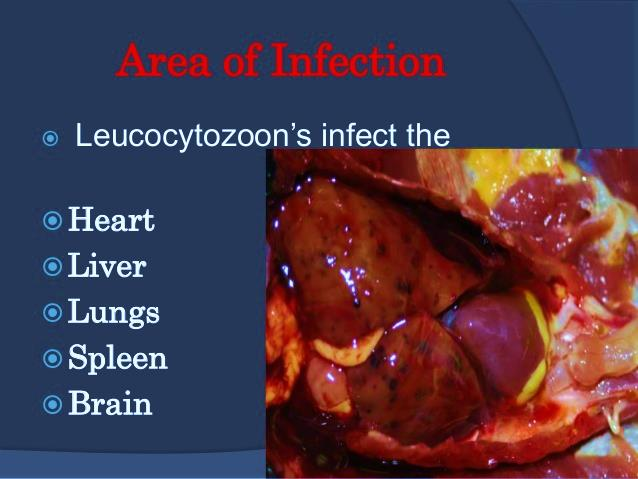 Area of Infection
Leucocytozoon’s infect the
Heart
Liver
Lungs
Spleen
Brain